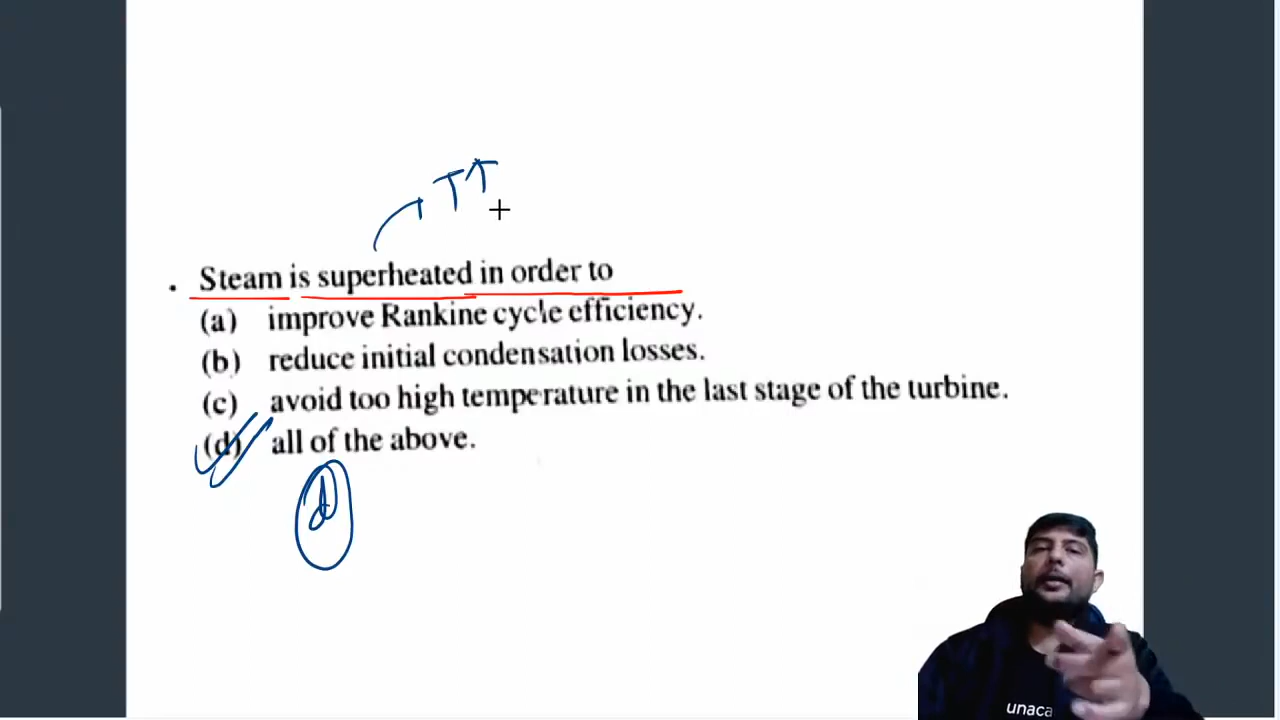 T↑
. Steam is superheated in order to
(a) improve Rankine cycle efficiency.
(b) reduce initial condensation losses.
(c) avoid too high temperature in the last stage of the turbine.
(d) all of the above.
d
unaca